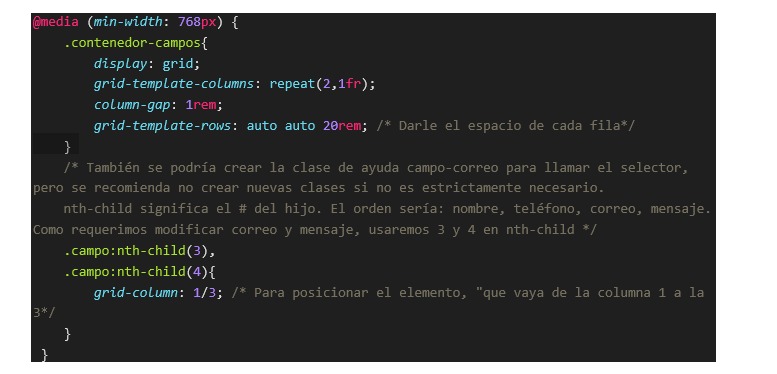 @media (min-width: 768px) {
    .contenedor-campos{
        display: grid;
        grid-template-columns: repeat(2,1fr);
        column-gap: 1rem;
        grid-template-rows: auto auto 20rem; /* Darle el espacio de cada fila*/
    }
    /* También se podría crear la clase de ayuda campo-correo para llamar el selector,
pero se recomienda no crear nuevas clases si no es estrictamente necesario.
    nth-child significa el # del hijo. El orden sería: nombre, teléfono, correo, mensaje.
Como requerimos modificar correo y mensaje, usaremos 3 y 4 en nth-child */
    .campo:nth-child(3),
    .campo:nth-child(4){
        grid-column: 1/3; /* Para posicionar el elemento, "que vaya de la columna 1 a la
3*/
    }
 }